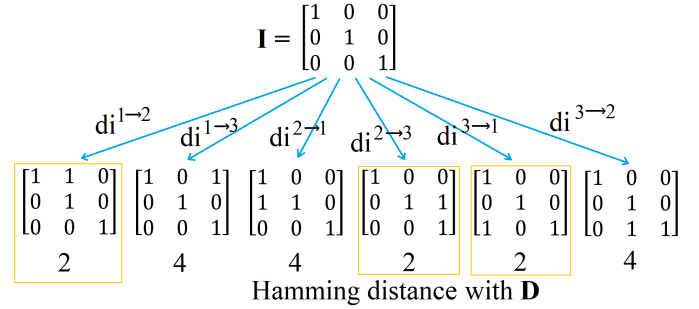 I = [1 0 0]
[0 1 0]
[0 0 1]
di^{1→2} di^{1→3} di^{2→1} di^{2→3} di^{3→1} di^{3→2}
[1 1 0] [1 0 1] [1 0 0] [1 0 0] [1 0 0] [1 0 0]
[0 1 0] [0 1 0] [1 1 0] [0 1 1] [0 1 0] [0 1 0]
[0 0 1] [0 0 1] [0 0 1] [0 0 1] [1 0 1] [0 1 1]
2 4 4 2 2 4
Hamming distance with D